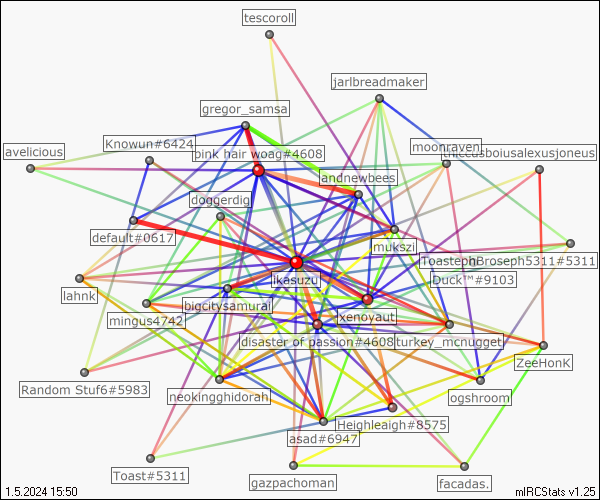 tescoroll
jarlbreadmaker
gregor_samsa
Knowun#6424
moonraven
avelicious
pink hair woag#4608
andnewbees
doggerdig
default#0617
mukszi
ToastephBroseph5311#5311
ikasuzu
Duck™#9103
lahnk
bigcitysamurai
mingus4742
xenoyaut
disaster of passion#4608
turkey_mcnugget
ZeeHonK
Random Stuf6#5983
neokingghidorah
ogshroom
Heighleaigh#8575
asad#6947
Toast#5311
gazpachoman
facadas.
1.5.2024 15:50
mIRCStats v1.25